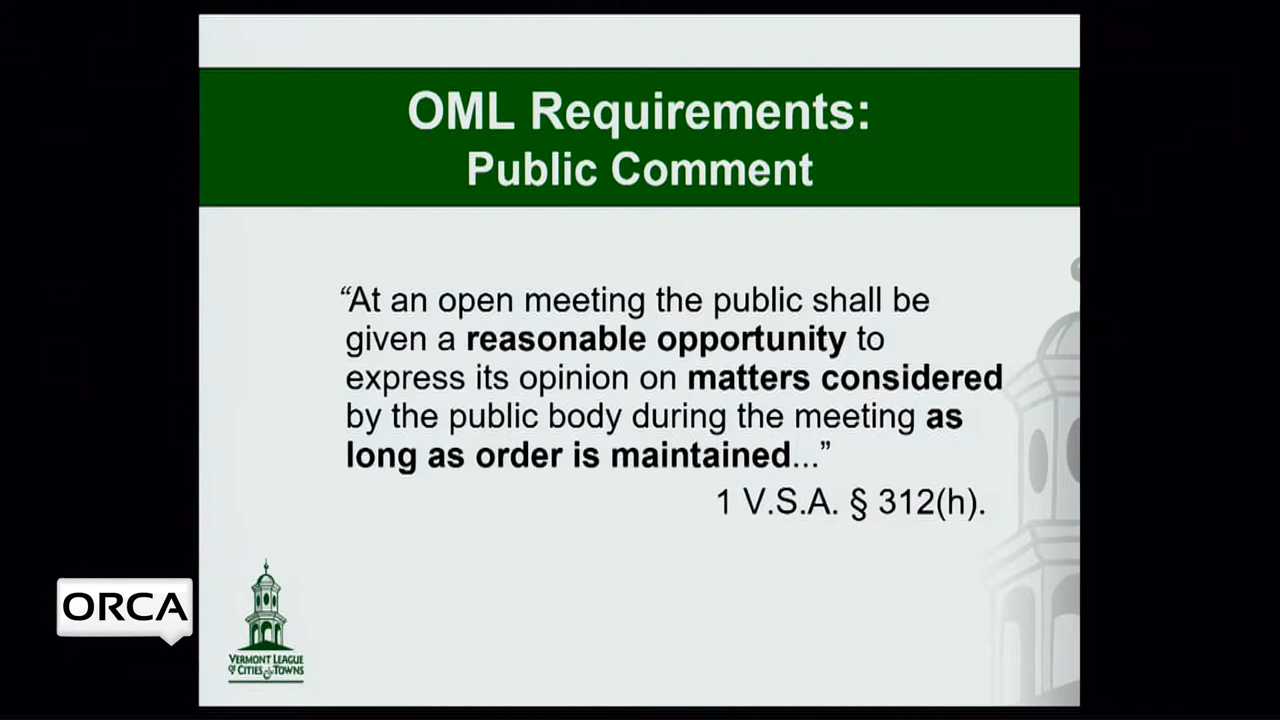 OML Requirements:
Public Comment
“At an open meeting the public shall be
given a reasonable opportunity to
express its opinion on matters considered
by the public body during the meeting as
long as order is maintained...”
1 V.S.A. § 312(h).
ORCA
VERMONT LEAGUE
OF CITIES & TOWNS